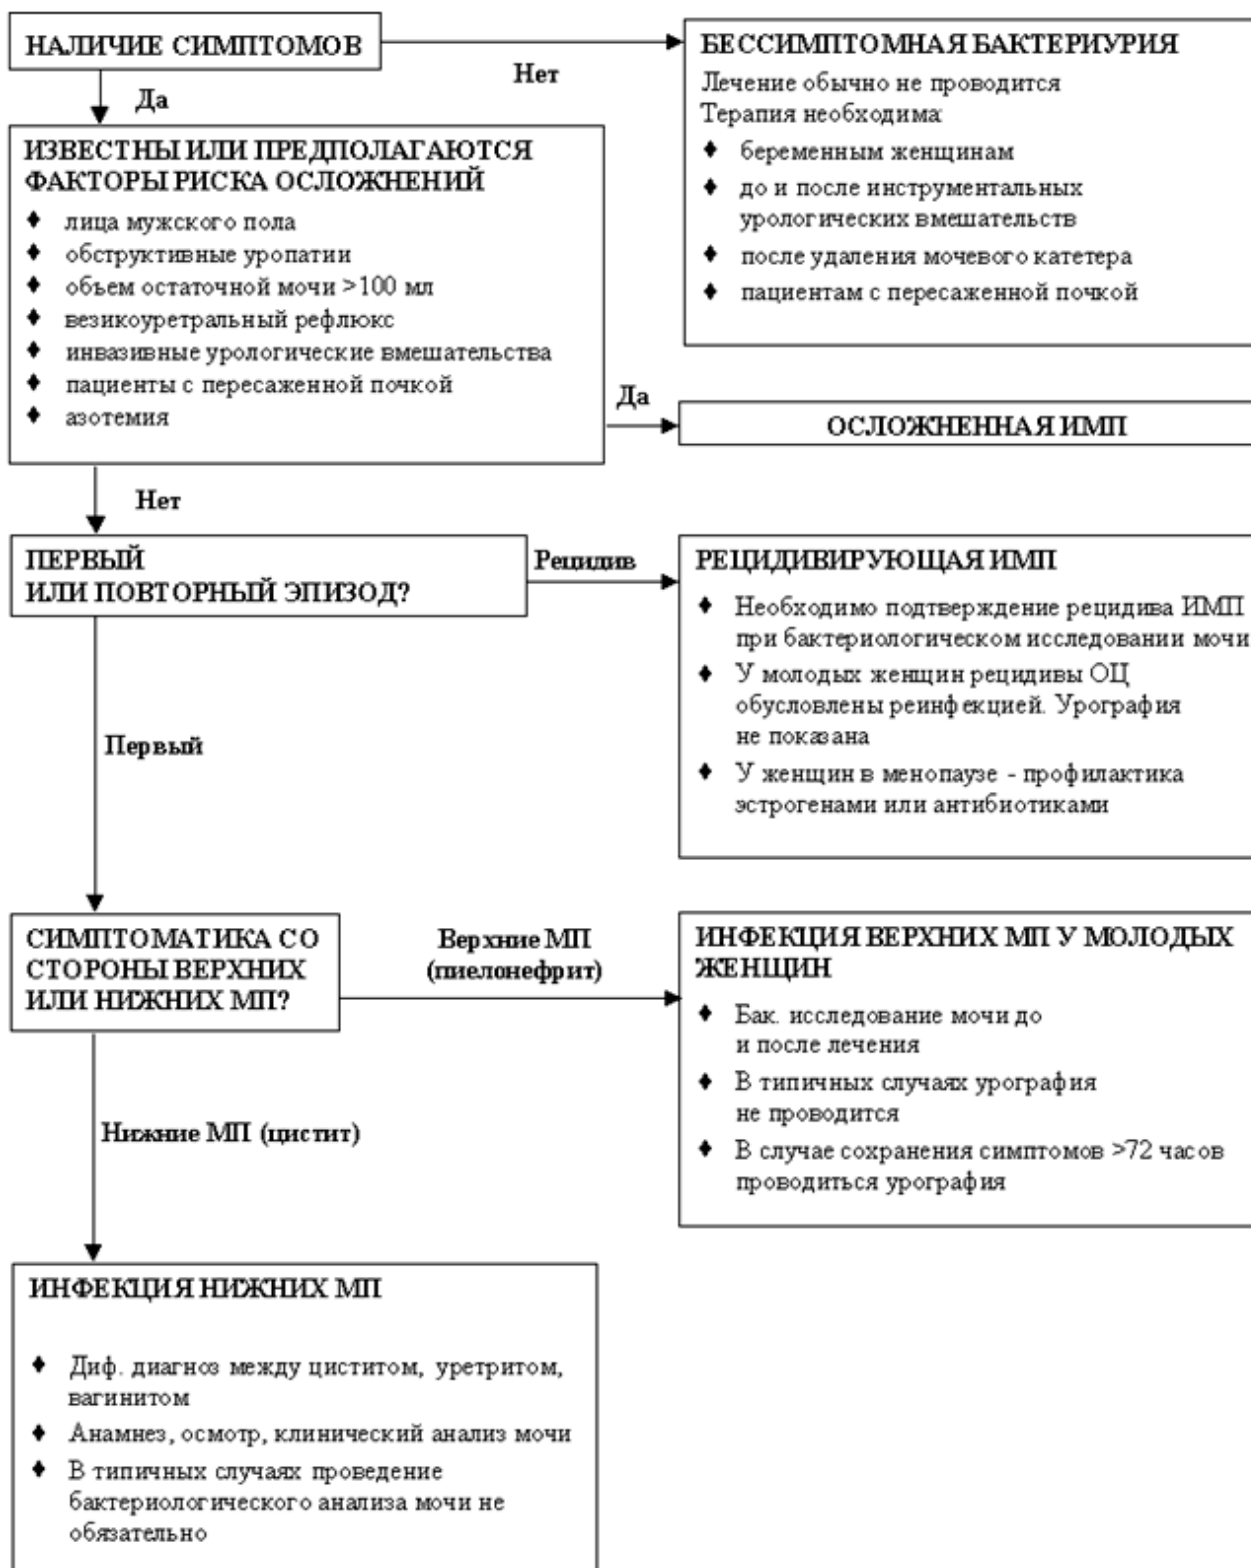 НАЛИЧИЕ СИМПТОМОВ
Нет
Да
БЕССИМПТОМНАЯ БАКТЕРИУРИЯ
Лечение обычно не проводится
Терапия необходима:
♦ беременным женщинам
♦ до и после инструментальных
урологических вмешательств
♦ после удаления мочевого катетера
♦ пациентам с пересаженной почкой
ИЗВЕСТНЫ ИЛИ ПРЕДПОЛАГАЮТСЯ
ФАКТОРЫ РИСКА ОСЛОЖНЕНИЙ
♦ лица мужского пола
♦ обструктивные уропатии
♦ объем остаточной мочи >100 мл
♦ везикоуретральный рефлюкс
♦ инвазивные урологические вмешательства
♦ пациенты с пересаженной почкой
♦ азотемия
Да
ОСЛОЖНЕННАЯ ИМП
Нет
ПЕРВЫЙ
ИЛИ ПОВТОРНЫЙ ЭПИЗОД?
Рецидив
РЕЦИДИВИРУЮЩАЯ ИМП
♦ Необходимо подтверждение рецидива ИМП
при бактериологическом исследовании мочи
♦ У молодых женщин рецидивы ОЦ
обусловлены реинфекцией. Урография
не показана
♦ У женщин в менопаузе - профилактика
эстрогенами или антибиотиками
Первый
СИМПТОМАТИКА СО
СТОРОНЫ ВЕРХНИХ
ИЛИ НИЖНИХ МП?
Верхние МП
(пиелонефрит)
ИНФЕКЦИЯ ВЕРХНИХ МП У МОЛОДЫХ
ЖЕНЩИН
♦ Бак. исследование мочи до
и после лечения
♦ В типичных случаях урография
не проводится
♦ В случае сохранения симптомов >72 часов
проводиться урография
Нижние МП (цистит)
ИНФЕКЦИЯ НИЖНИХ МП
♦ Диф. диагноз между циститом, уретритом,
вагинитом
♦ Анамнез, осмотр, клинический анализ мочи
♦ В типичных случаях проведение
бактериологического анализа мочи не
обязательно